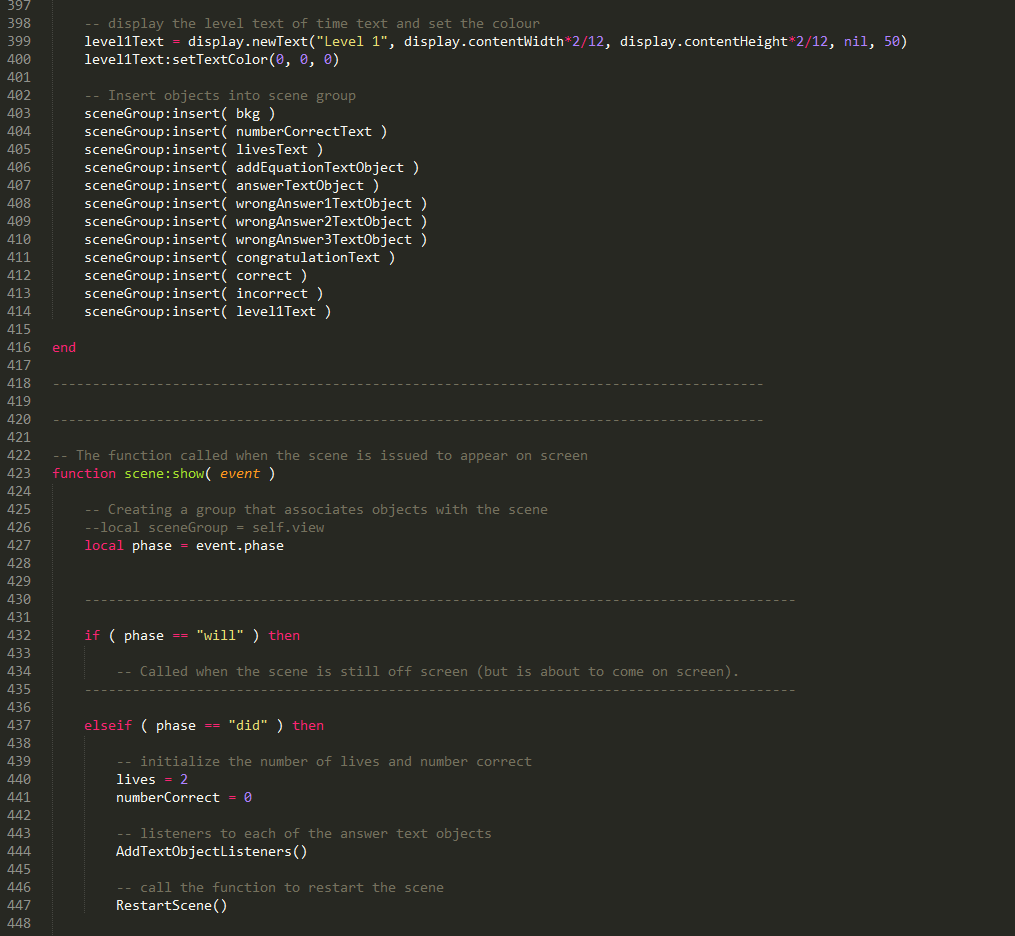 397
398 -- display the level text of time text and set the colour
399 level1Text = display.newText("Level 1", display.contentWidth*2/12, display.contentHeight*2/12, nil, 50)
400 level1Text:setTextColor(0, 0, 0)
401
402 -- Insert objects into scene group
403 sceneGroup:insert( bkg )
404 sceneGroup:insert( numberCorrectText )
405 sceneGroup:insert( livesText )
406 sceneGroup:insert( addEquationTextObject )
407 sceneGroup:insert( answerTextObject )
408 sceneGroup:insert( wrongAnswer1TextObject )
409 sceneGroup:insert( wrongAnswer2TextObject )
410 sceneGroup:insert( wrongAnswer3TextObject )
411 sceneGroup:insert( congratulationText )
412 sceneGroup:insert( correct )
413 sceneGroup:insert( incorrect )
414 sceneGroup:insert( level1Text )
415
416 end
417
418 -----------------------------------------------------------------------------------------
419
420 -----------------------------------------------------------------------------------------
421
422 -- The function called when the scene is issued to appear on screen
423 function scene:show( event )
424
425 -- Creating a group that associates objects with the scene
426 --local sceneGroup = self.view
427 local phase = event.phase
428
429
430 -----------------------------------------------------------------------------------------
431
432 if ( phase == "will" ) then
433
434 -- Called when the scene is still off screen (but is about to come on screen).
435 -----------------------------------------------------------------------------------------
436
437 elseif ( phase == "did" ) then
438
439 -- initialize the number of lives and number correct
440 lives = 2
441 numberCorrect = 0
442
443 -- listeners to each of the answer text objects
444 AddTextObjectListeners()
445
446 -- call the function to restart the scene
447 RestartScene()
448